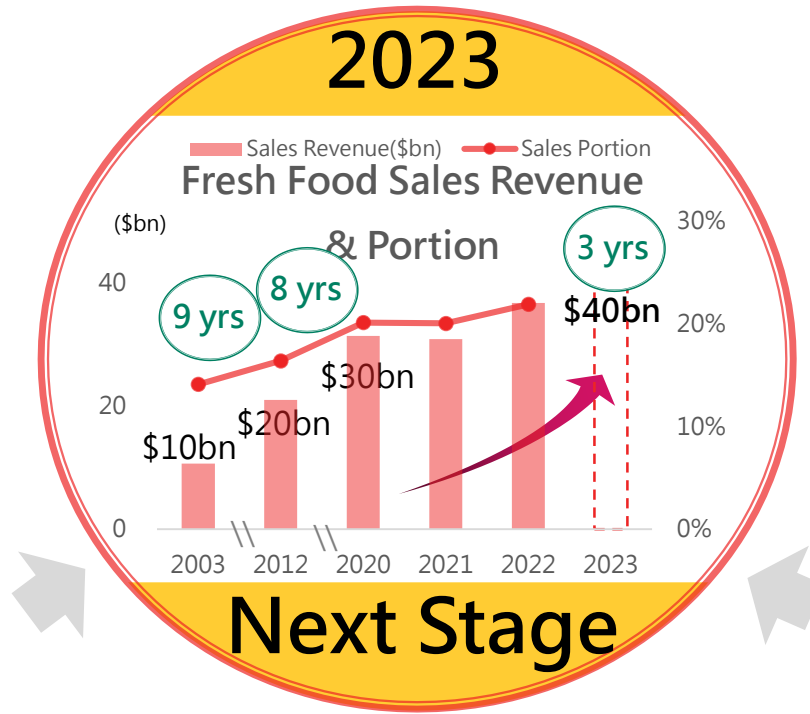 2023
Sales Revenue($bn) Sales Portion
Fresh Food Sales Revenue
& Portion
($bn)
30%
3 yrs
40
8 yrs
9 yrs
$40bn
20%
$30bn
20
$20bn
10%
$10bn
0
0%
2003 2012 2020 2021 2022 2023
Next Stage